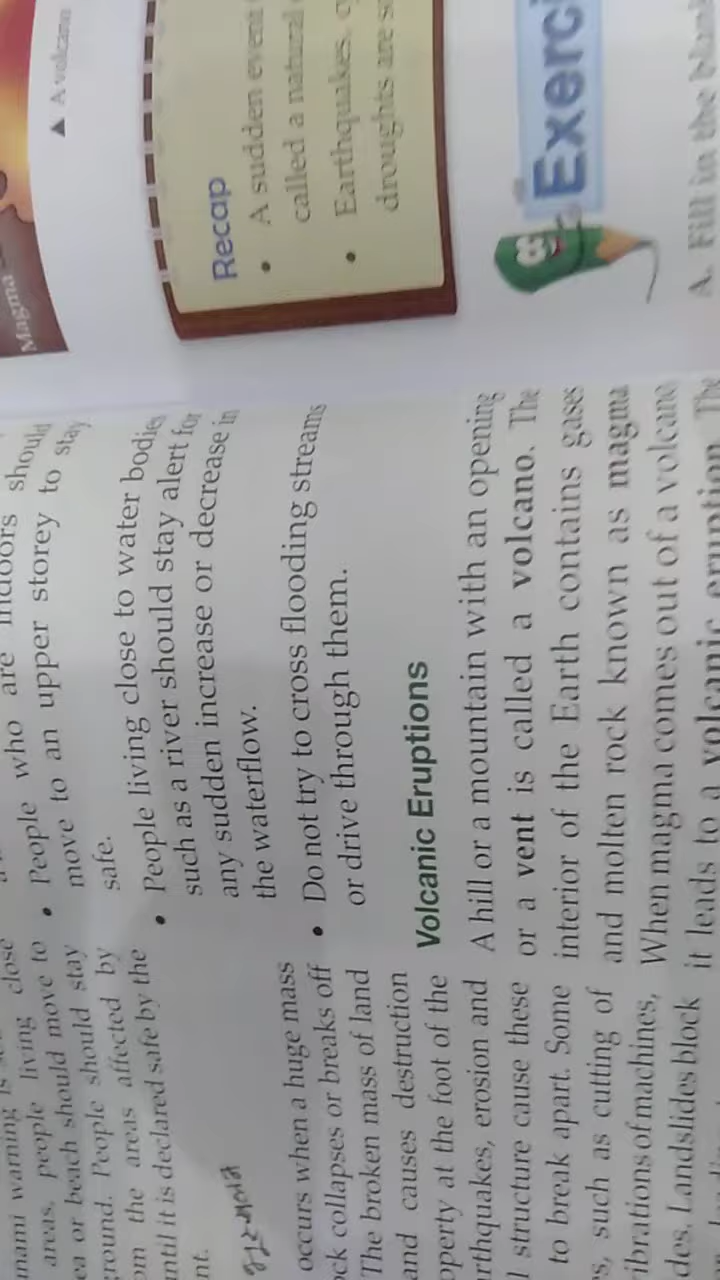 mami warning is
areas, people living close
ea or beach should move to
ground. People should stay
om the areas affected by
ntil it is declared safe by the
nt.
occurs when a huge mass
ck collapses or breaks off
The broken mass of land
and causes destruction
operty at the foot of the
rthquakes, erosion and
l structure cause these
to break apart. Some
s, such as cutting of
ibrations of machines,
des. Landslides block
• People who are indoors should
move to an upper storey to stay
safe.
• People living close to water bodies
such as a river should stay alert for
any sudden increase or decrease in
the waterflow.
• Do not try to cross flooding streams
or drive through them.
Volcanic Eruptions
A hill or a mountain with an opening
or a vent is called a volcano. The
interior of the Earth contains gases
and molten rock known as magma
When magma comes out of a volcano
it leads to a volcanic eruption. The
Magma
▲ A volcano
Recap
• A sudden event
called a natural
• Earthquakes,
droughts are
Exerci
A. Fill in the blank